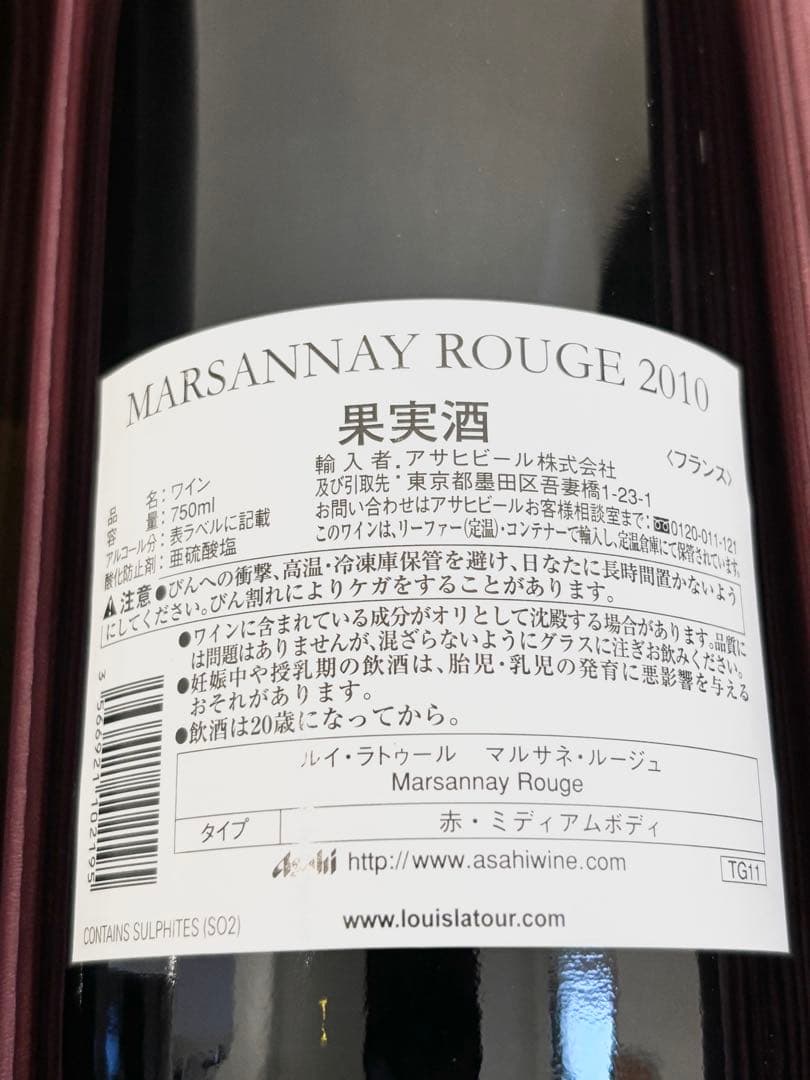 MARSANNAY ROUGE 2010
果実酒
〈フランス〉
品名:ワイン
容量:750ml
アルコール分:表ラベルに記載
酸化防止剤:亜硫酸塩
輸入者:アサヒビール株式会社
及び引取先 東京都墨田区吾妻橋1-23-1
お問い合わせはアサヒビールお客様相談室まで:0120-011-121
このワインは、リーファー(定温)・コンテナーで輸入し、定温倉庫にて保管されています。
注意●びんへの衝撃、高温・冷凍庫保管を避け、日なたに長時間置かないよう
にしてください。びん割れによりケガをすることがあります。
●ワインに含まれている成分がオリとして沈殿する場合があります。品質に
は問題はありませんが、混ざらないようにグラスに注ぎお飲みください。
●妊娠中や授乳期の飲酒は、胎児・乳児の発育に悪影響を与える
おそれがあります。
●飲酒は20歳になってから。
ルイ・ラトゥール マルサネ・ルージュ
Marsannay Rouge
タイプ 赤・ミディアムボディ
Asahi http://www.asahiwine.com
TG11
3 566921 102195
CONTAINS SULPHITES (SO2)
www.louislatour.com